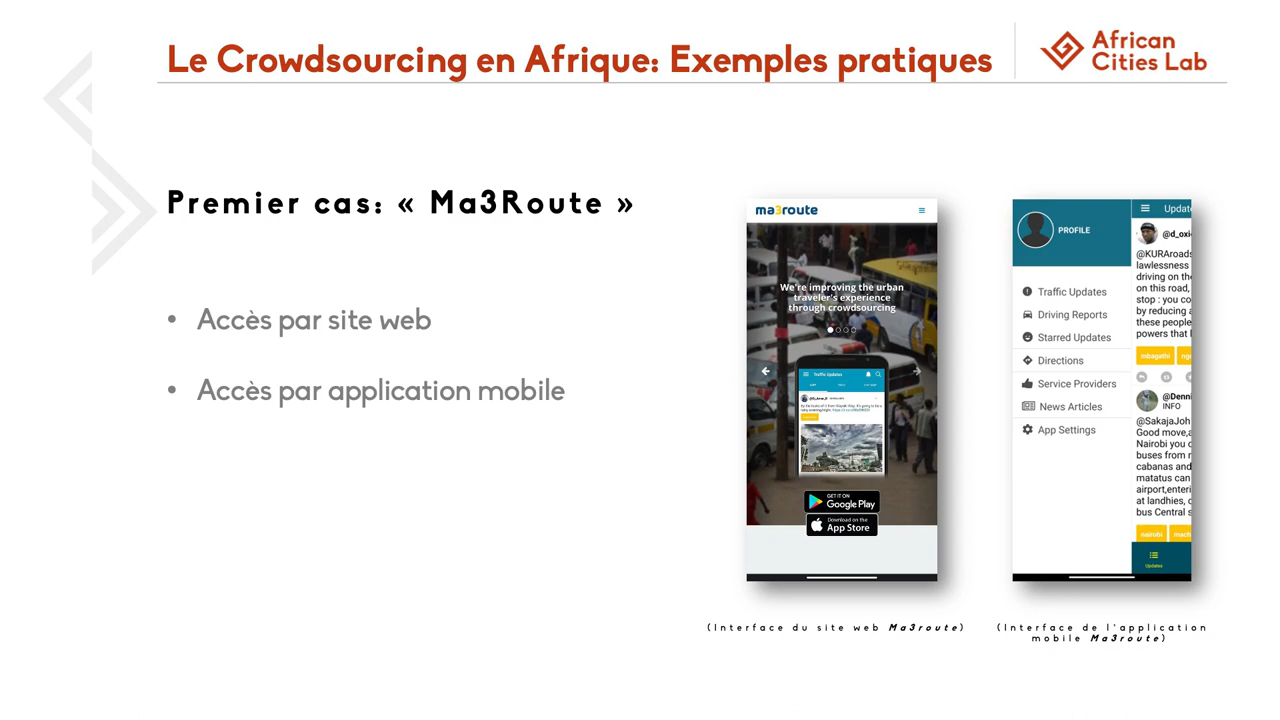 Le Crowdsourcing en Afrique: Exemples pratiques
African
Cities Lab
Premier cas: « Ma3Route »
• Accès par site web
• Accès par application mobile
ma3route
We're improving the urban
traveler's experience
through crowdsourcing
Traffic Updates
GET IT ON
Google Play
Download on the
App Store
(Interface du site web Ma3route)
PROFILE
Traffic Updates
Driving Reports
Starred Updates
Directions
Service Providers
News Articles
App Settings
Updat
@d_oxi
@KURAroads
lawlessness
driving on the
on this road,
stop : you co
by reducing a
these people
powers that
mbagathi
@Denni
INFO
@SakajaJoh
Good move,a
Nairobi you c
buses from r
cabanas and
matatus can
airport,enteri
at landhies, c
bus Central s
nairobi mach
Updates
(Interface de l'application
mobile Ma3route)